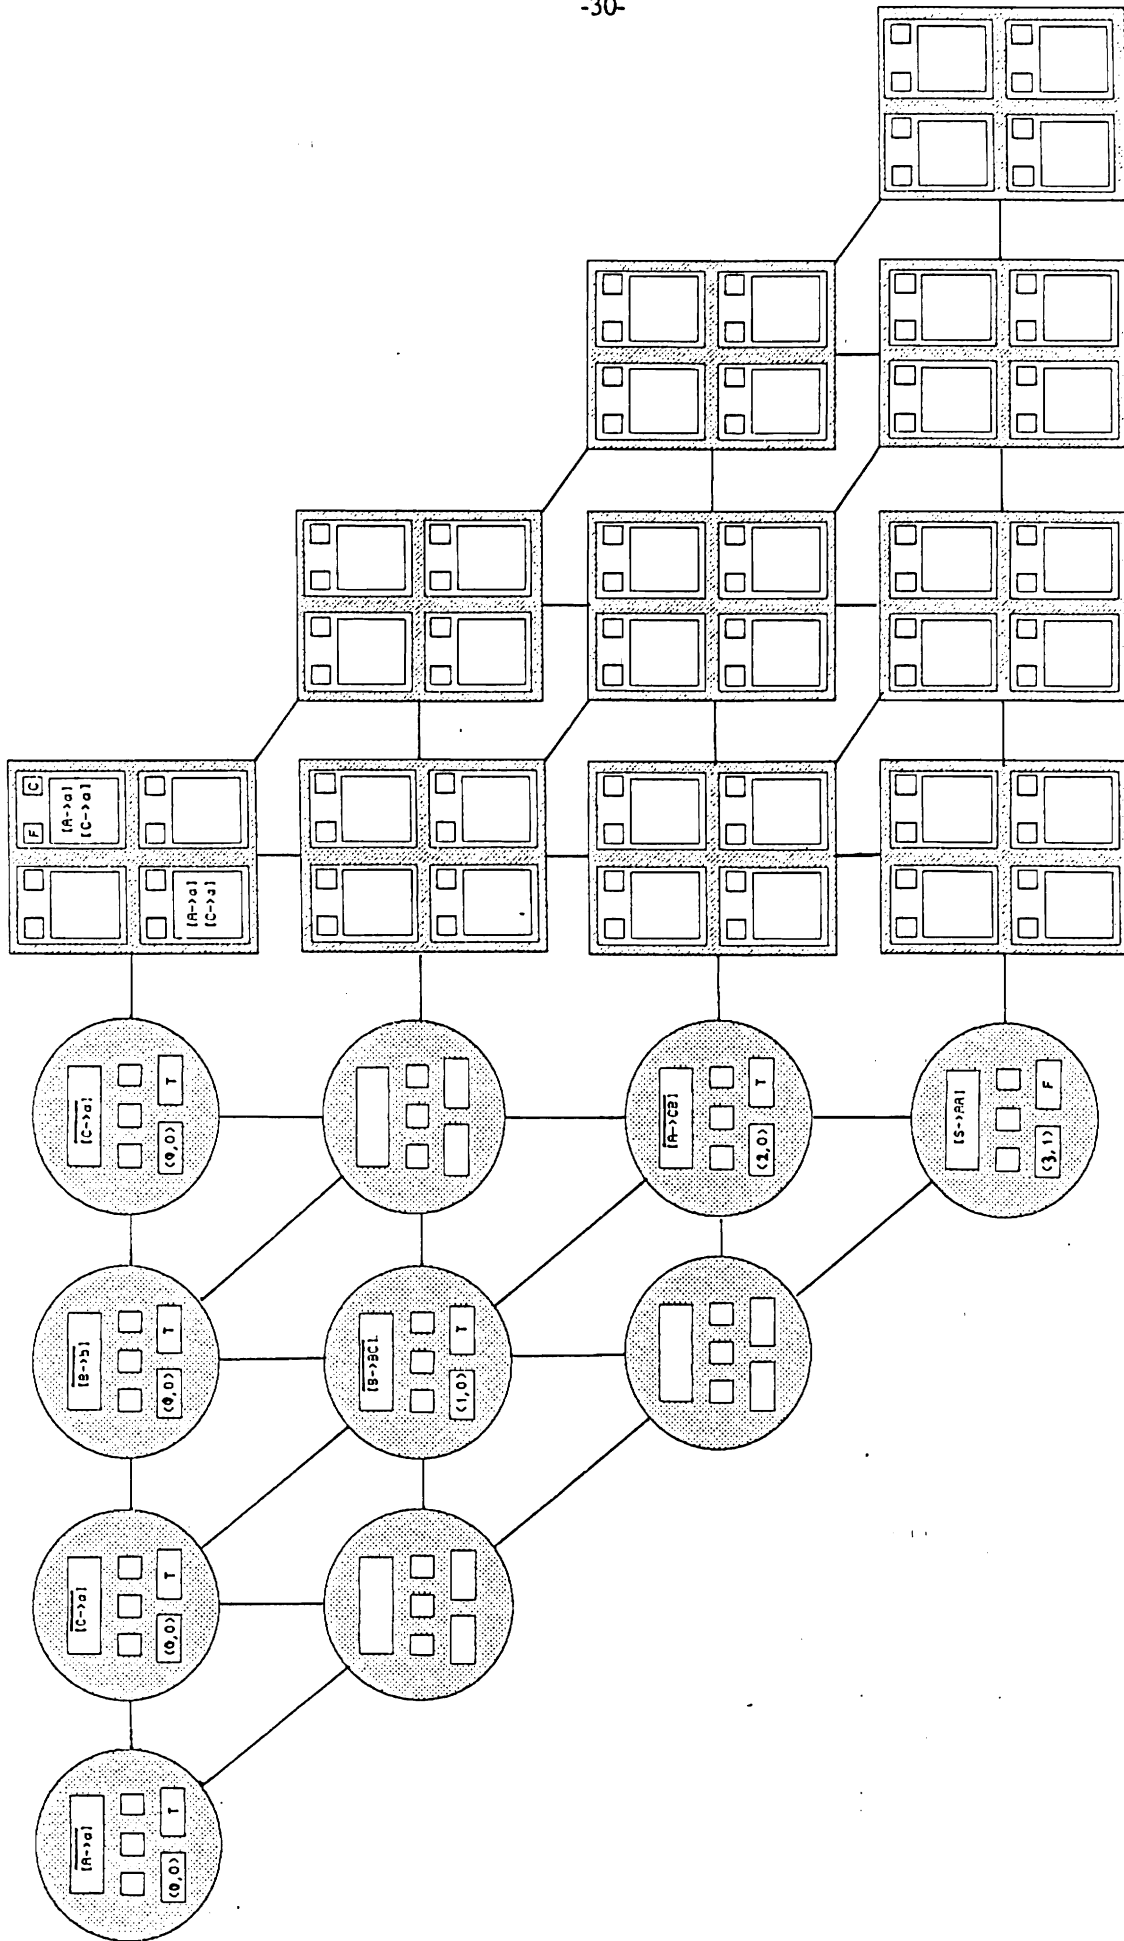 -30-
[A->a]
(0,0) T
[C->a]
(0,0) T
[B->b]
(0,0) T
[C->a]
(0,0) T
F C
[A->a]
[C->a]
[A->a]
[C->a]
[B->BC]
(1,0) T
[A->CB]
(2,0) T
[S->AA]
(3,1) F